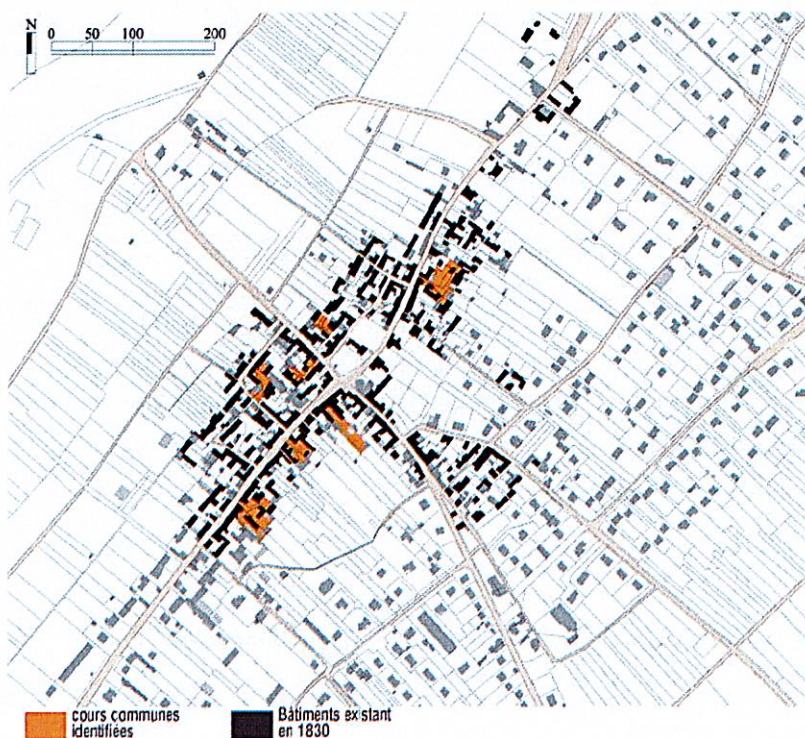 N
0 50 100 200
cours communes
identifiées
Bâtiments existant
en 1830